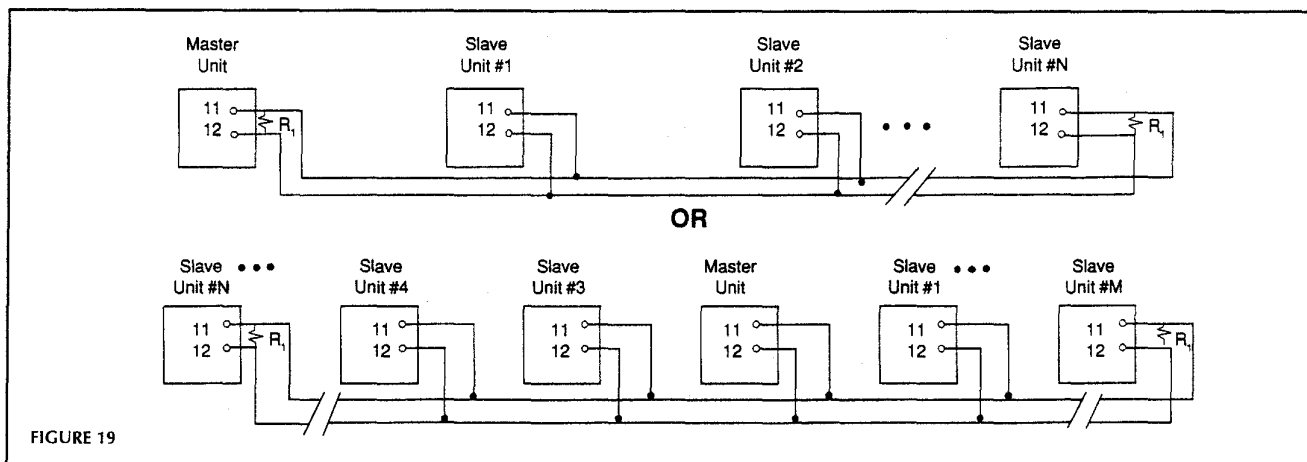 Master Unit
Slave Unit #1
Slave Unit #2
Slave Unit #N
11
12
R1
11
12
11
12
11
12
R1
OR
Slave Unit #N
Slave Unit #4
Slave Unit #3
Master Unit
Slave Unit #1
Slave Unit #M
11
12
R1
11
12
11
12
11
12
11
12
11
12
R1
FIGURE 19